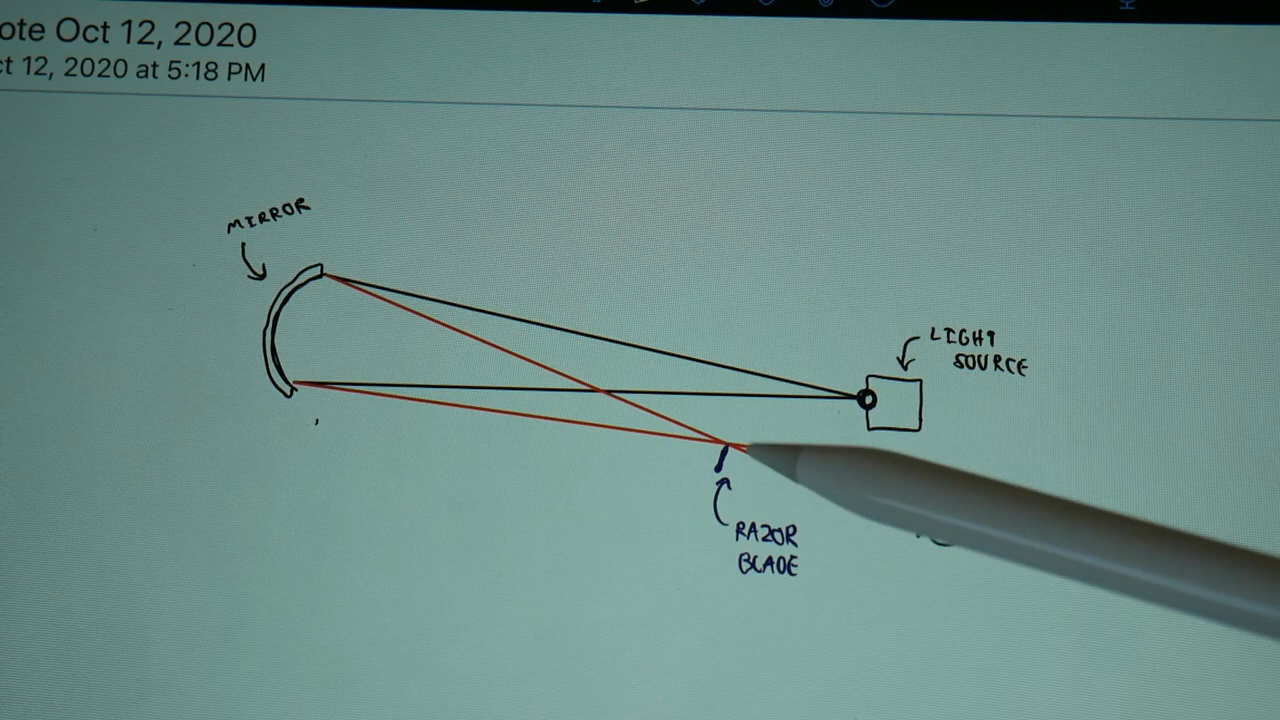 ote Oct 12, 2020
ct 12, 2020 at 5:18 PM
MIRROR
LIGHT
SOURCE
RAZOR
BLADE